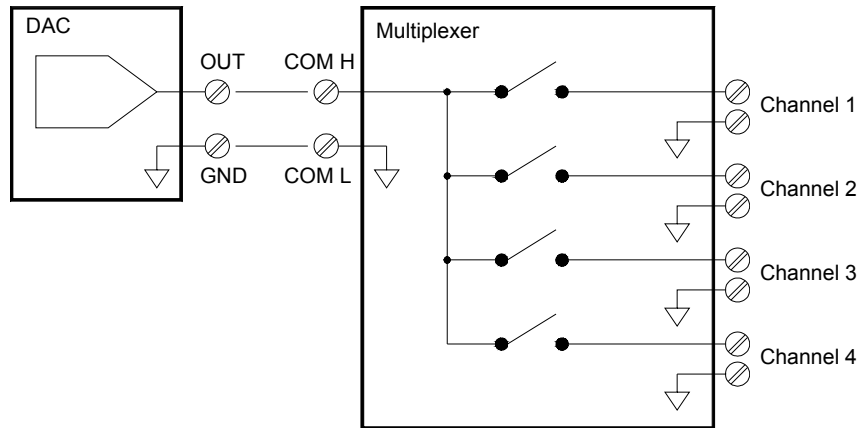 DAC
Multiplexer
OUT
COM H
GND
COM L
Channel 1
Channel 2
Channel 3
Channel 4